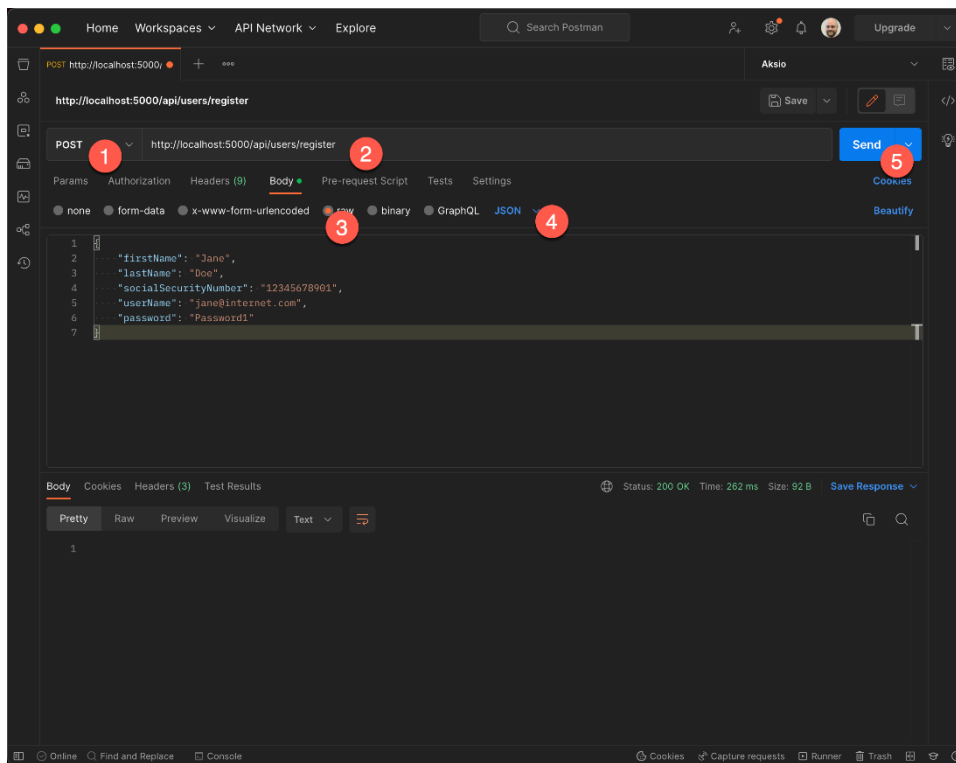 Home Workspaces API Network Explore Search Postman Upgrade
POST http://localhost:5000/ Aksio
http://localhost:5000/api/users/register Save
POST http://localhost:5000/api/users/register Send
1 2 5
Params Authorization Headers (9) Body Pre-request Script Tests Settings Cookies
none form-data x-www-form-urlencoded raw binary GraphQL JSON Beautify
3 4
1 {
2 "firstName": "Jane",
3 "lastName": "Doe",
4 "socialSecurityNumber": "12345678901",
5 "userName": "jane@internet.com",
6 "password": "Password1"
7 }
Body Cookies Headers (3) Test Results Status: 200 OK Time: 262 ms Size: 92 B Save Response
Pretty Raw Preview Visualize Text
1
Online Find and Replace Console Cookies Capture requests Runner Trash